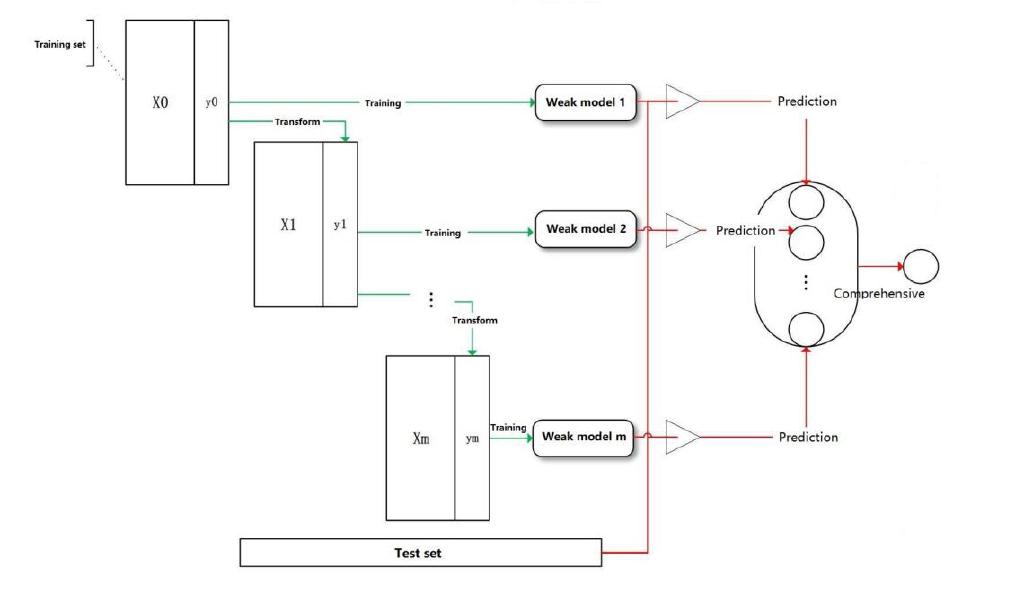 Training set
X0
y0
Training
Weak model 1
Prediction
Transform
X1
y1
Training
Weak model 2
Prediction
⋮
⋮
Comprehensive
Transform
Xm
ym
Training
Weak model m
Prediction
Test set